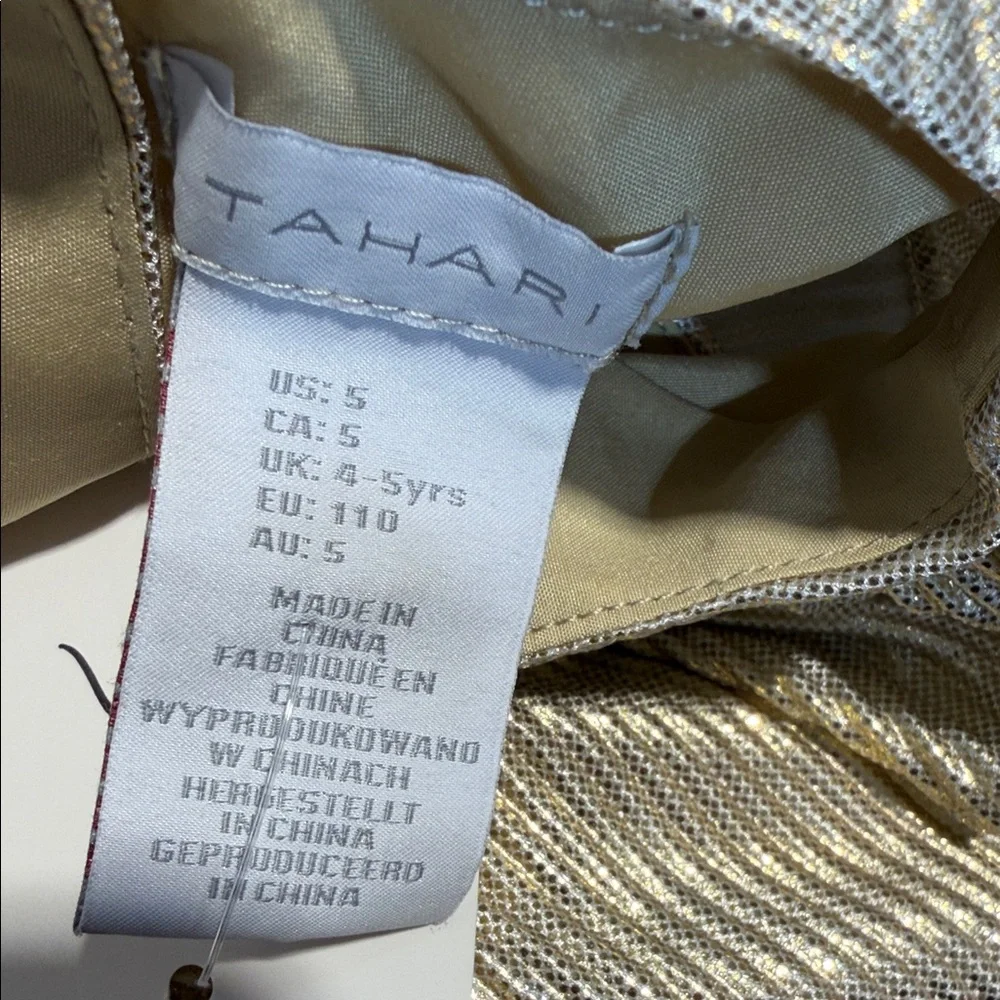 TAHARI
US: 5
CA: 5
UK: 4-5yrs
EU: 110
AU: 5
MADE IN
CHINA
FABRIQUÉ EN
CHINE
WYPRODUKOWANO
W CHINACH
HERGESTELLT
IN CHINA
GEPRODUCEERD
IN CHINA